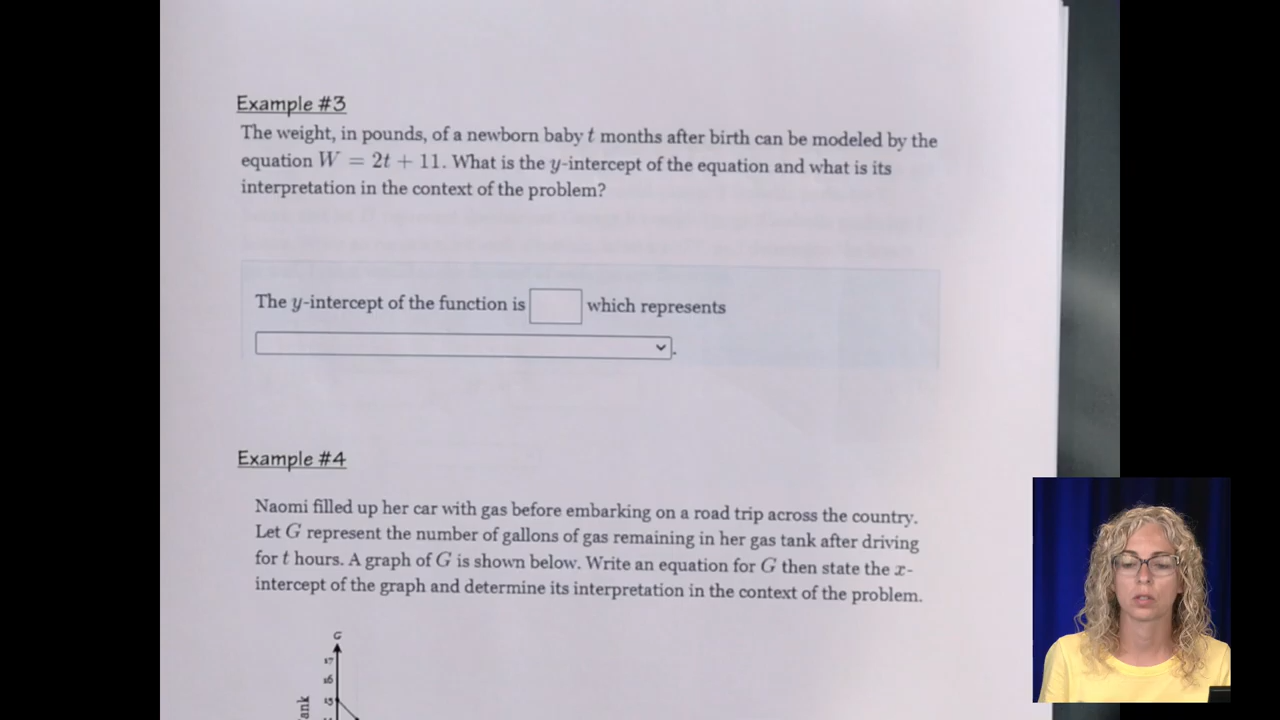 Example #3
The weight, in pounds, of a newborn baby t months after birth can be modeled by the
equation W = 2t + 11. What is the y-intercept of the equation and what is its
interpretation in the context of the problem?
The y-intercept of the function is which represents
.
Example #4
Naomi filled up her car with gas before embarking on a road trip across the country.
Let G represent the number of gallons of gas remaining in her gas tank after driving
for t hours. A graph of G is shown below. Write an equation for G then state the x-
intercept of the graph and determine its interpretation in the context of the problem.
G
17
16
15